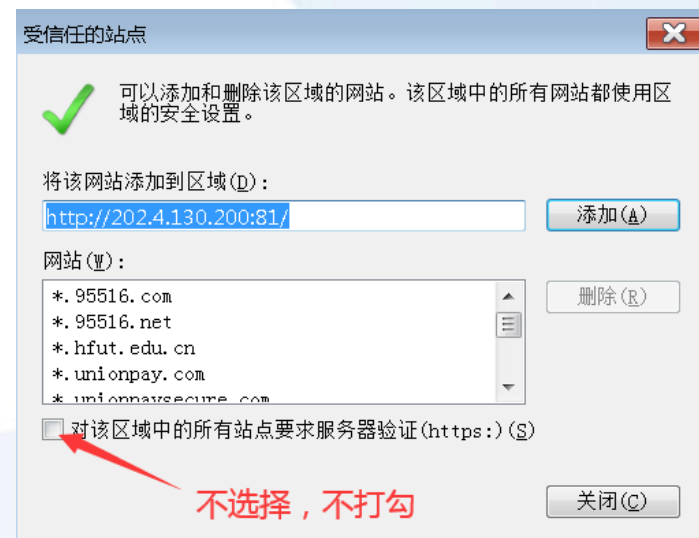 受信任的站点
可以添加和删除该区域的网站。该区域中的所有网站都使用区
域的安全设置。
将该网站添加到区域(D):
http://202.4.130.200:81/
添加(A)
网站(W):
*.95516.com
*.95516.net
*.hfut.edu.cn
*.unionpay.com
*.unionpaysecure.com
删除(R)
对该区域中的所有站点要求服务器验证(https:)(S)
不选择，不打勾
关闭(C)